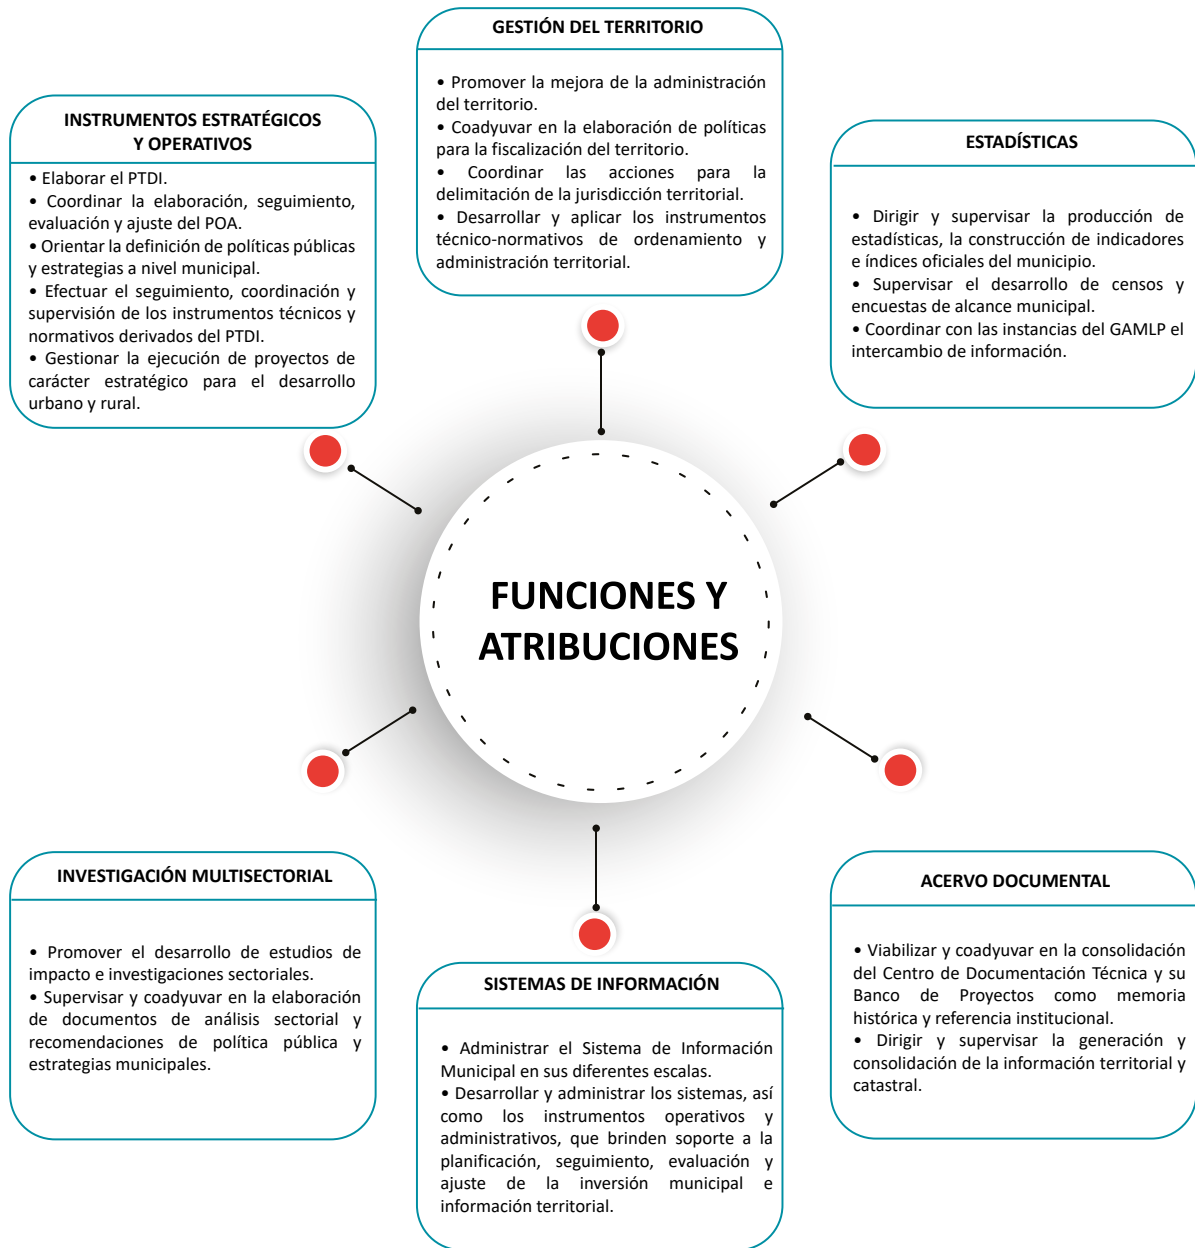 GESTIÓN DEL TERRITORIO
• Promover la mejora de la administración
del territorio.
• Coadyuvar en la elaboración de políticas
para la fiscalización del territorio.
• Coordinar las acciones para la
delimitación de la jurisdicción territorial.
• Desarrollar y aplicar los instrumentos
técnico-normativos de ordenamiento y
administración territorial.
INSTRUMENTOS ESTRATÉGICOS
Y OPERATIVOS
• Elaborar el PTDI.
• Coordinar la elaboración, seguimiento,
evaluación y ajuste del POA.
• Orientar la definición de políticas públicas
y estrategias a nivel municipal.
• Efectuar el seguimiento, coordinación y
supervisión de los instrumentos técnicos y
normativos derivados del PTDI.
• Gestionar la ejecución de proyectos de
carácter estratégico para el desarrollo
urbano y rural.
ESTADÍSTICAS
• Dirigir y supervisar la producción de
estadísticas, la construcción de indicadores
e índices oficiales del municipio.
• Supervisar el desarrollo de censos y
encuestas de alcance municipal.
• Coordinar con las instancias del GAMLP el
intercambio de información.
FUNCIONES Y
ATRIBUCIONES
INVESTIGACIÓN MULTISECTORIAL
• Promover el desarrollo de estudios de
impacto e investigaciones sectoriales.
• Supervisar y coadyuvar en la elaboración
de documentos de análisis sectorial y
recomendaciones de política pública y
estrategias municipales.
SISTEMAS DE INFORMACIÓN
• Administrar el Sistema de Información
Municipal en sus diferentes escalas.
• Desarrollar y administrar los sistemas, así
como los instrumentos operativos y
administrativos, que brinden soporte a la
planificación, seguimiento, evaluación y
ajuste de la inversión municipal e
información territorial.
ACERVO DOCUMENTAL
• Viabilizar y coadyuvar en la consolidación
del Centro de Documentación Técnica y su
Banco de Proyectos como memoria
histórica y referencia institucional.
• Dirigir y supervisar la generación y
consolidación de la información territorial y
catastral.